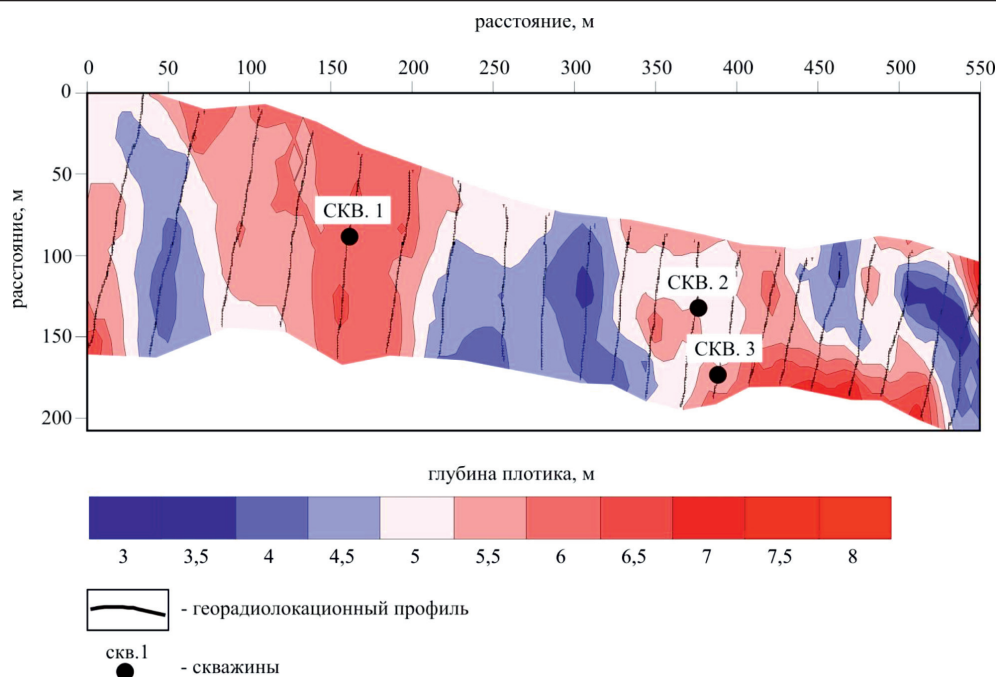 расстояние, м
0 50 100 150 200 250 300 350 400 450 500 550
расстояние, м
0
50
100
150
200
СКВ. 1
СКВ. 2
СКВ. 3
глубина плотика, м
3 3,5 4 4,5 5 5,5 6 6,5 7 7,5 8
- георадиолокационный профиль
скв.1
- скважины